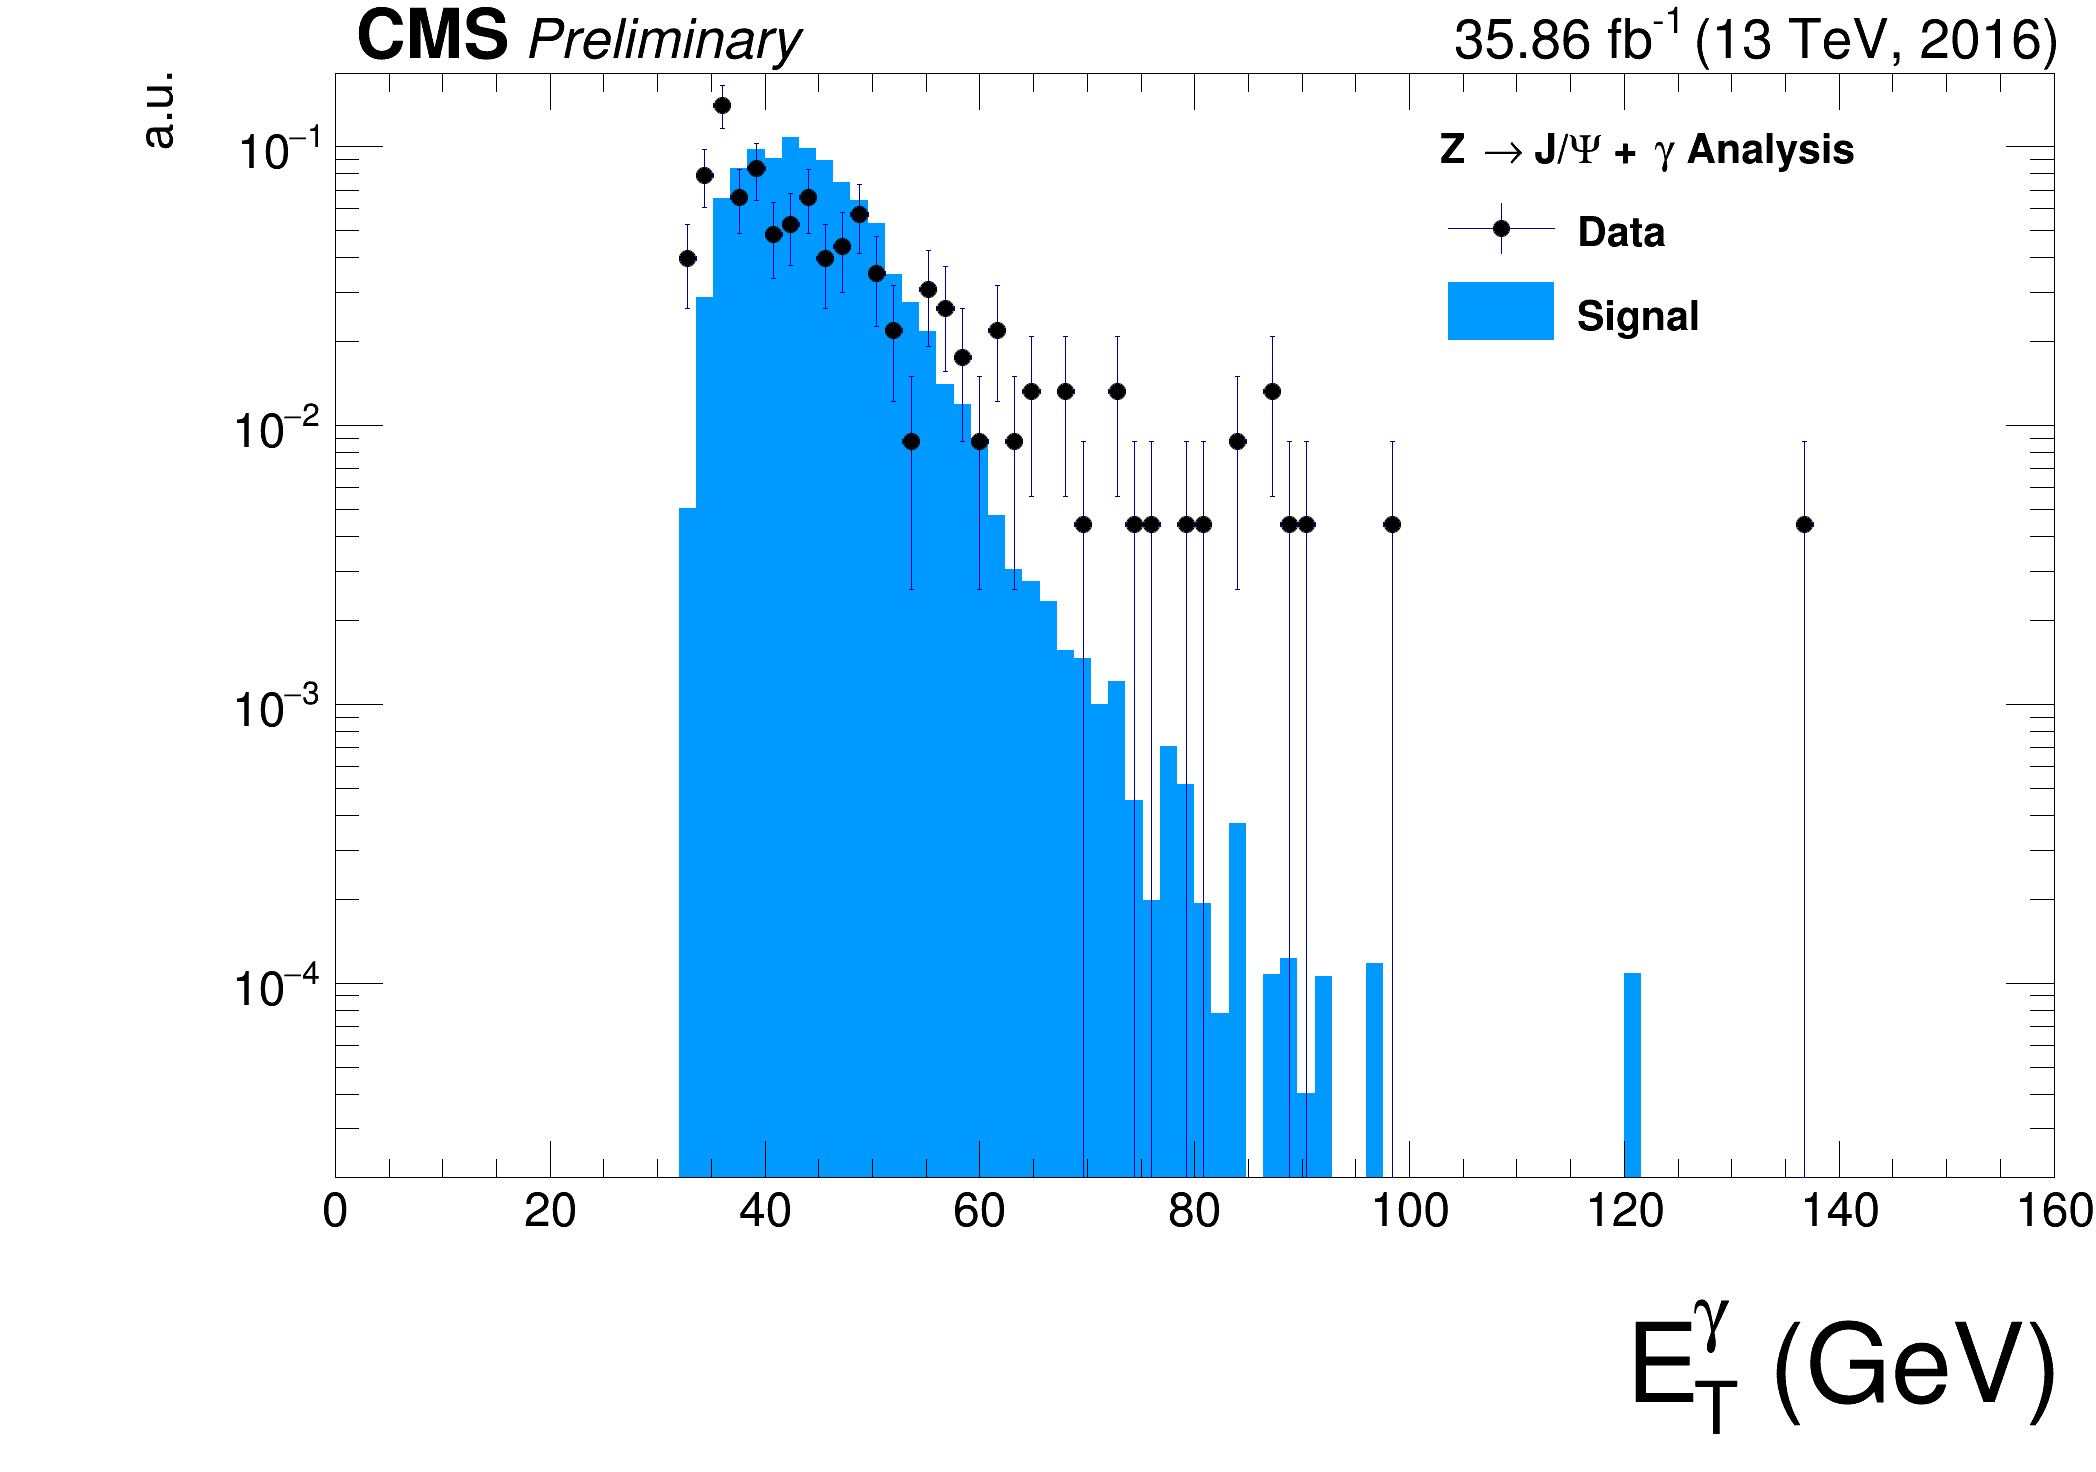 CMS Preliminary 35.86 fb⁻¹ (13 TeV, 2016)
a.u.
Z → J/Ψ + γ Analysis
Data
Signal
10⁻¹
10⁻²
10⁻³
10⁻⁴
0 20 40 60 80 100 120 140 160
E_T^γ (GeV)